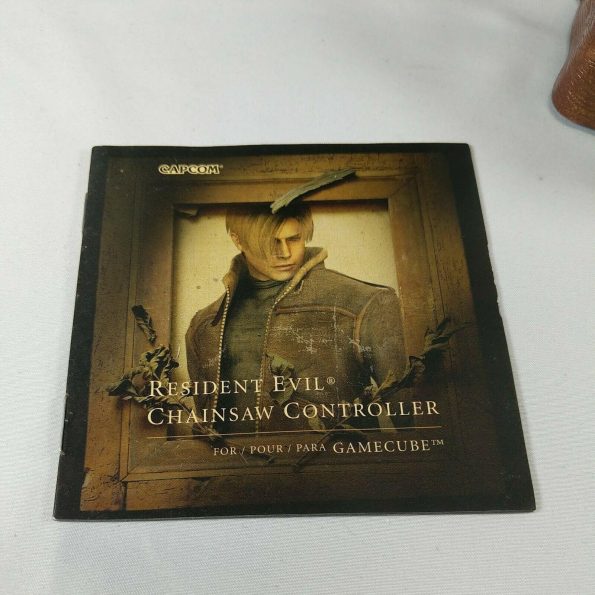 CAPCOM®
RESIDENT EVIL®
CHAINSAW CONTROLLER
FOR / POUR / PARA GAMECUBE™